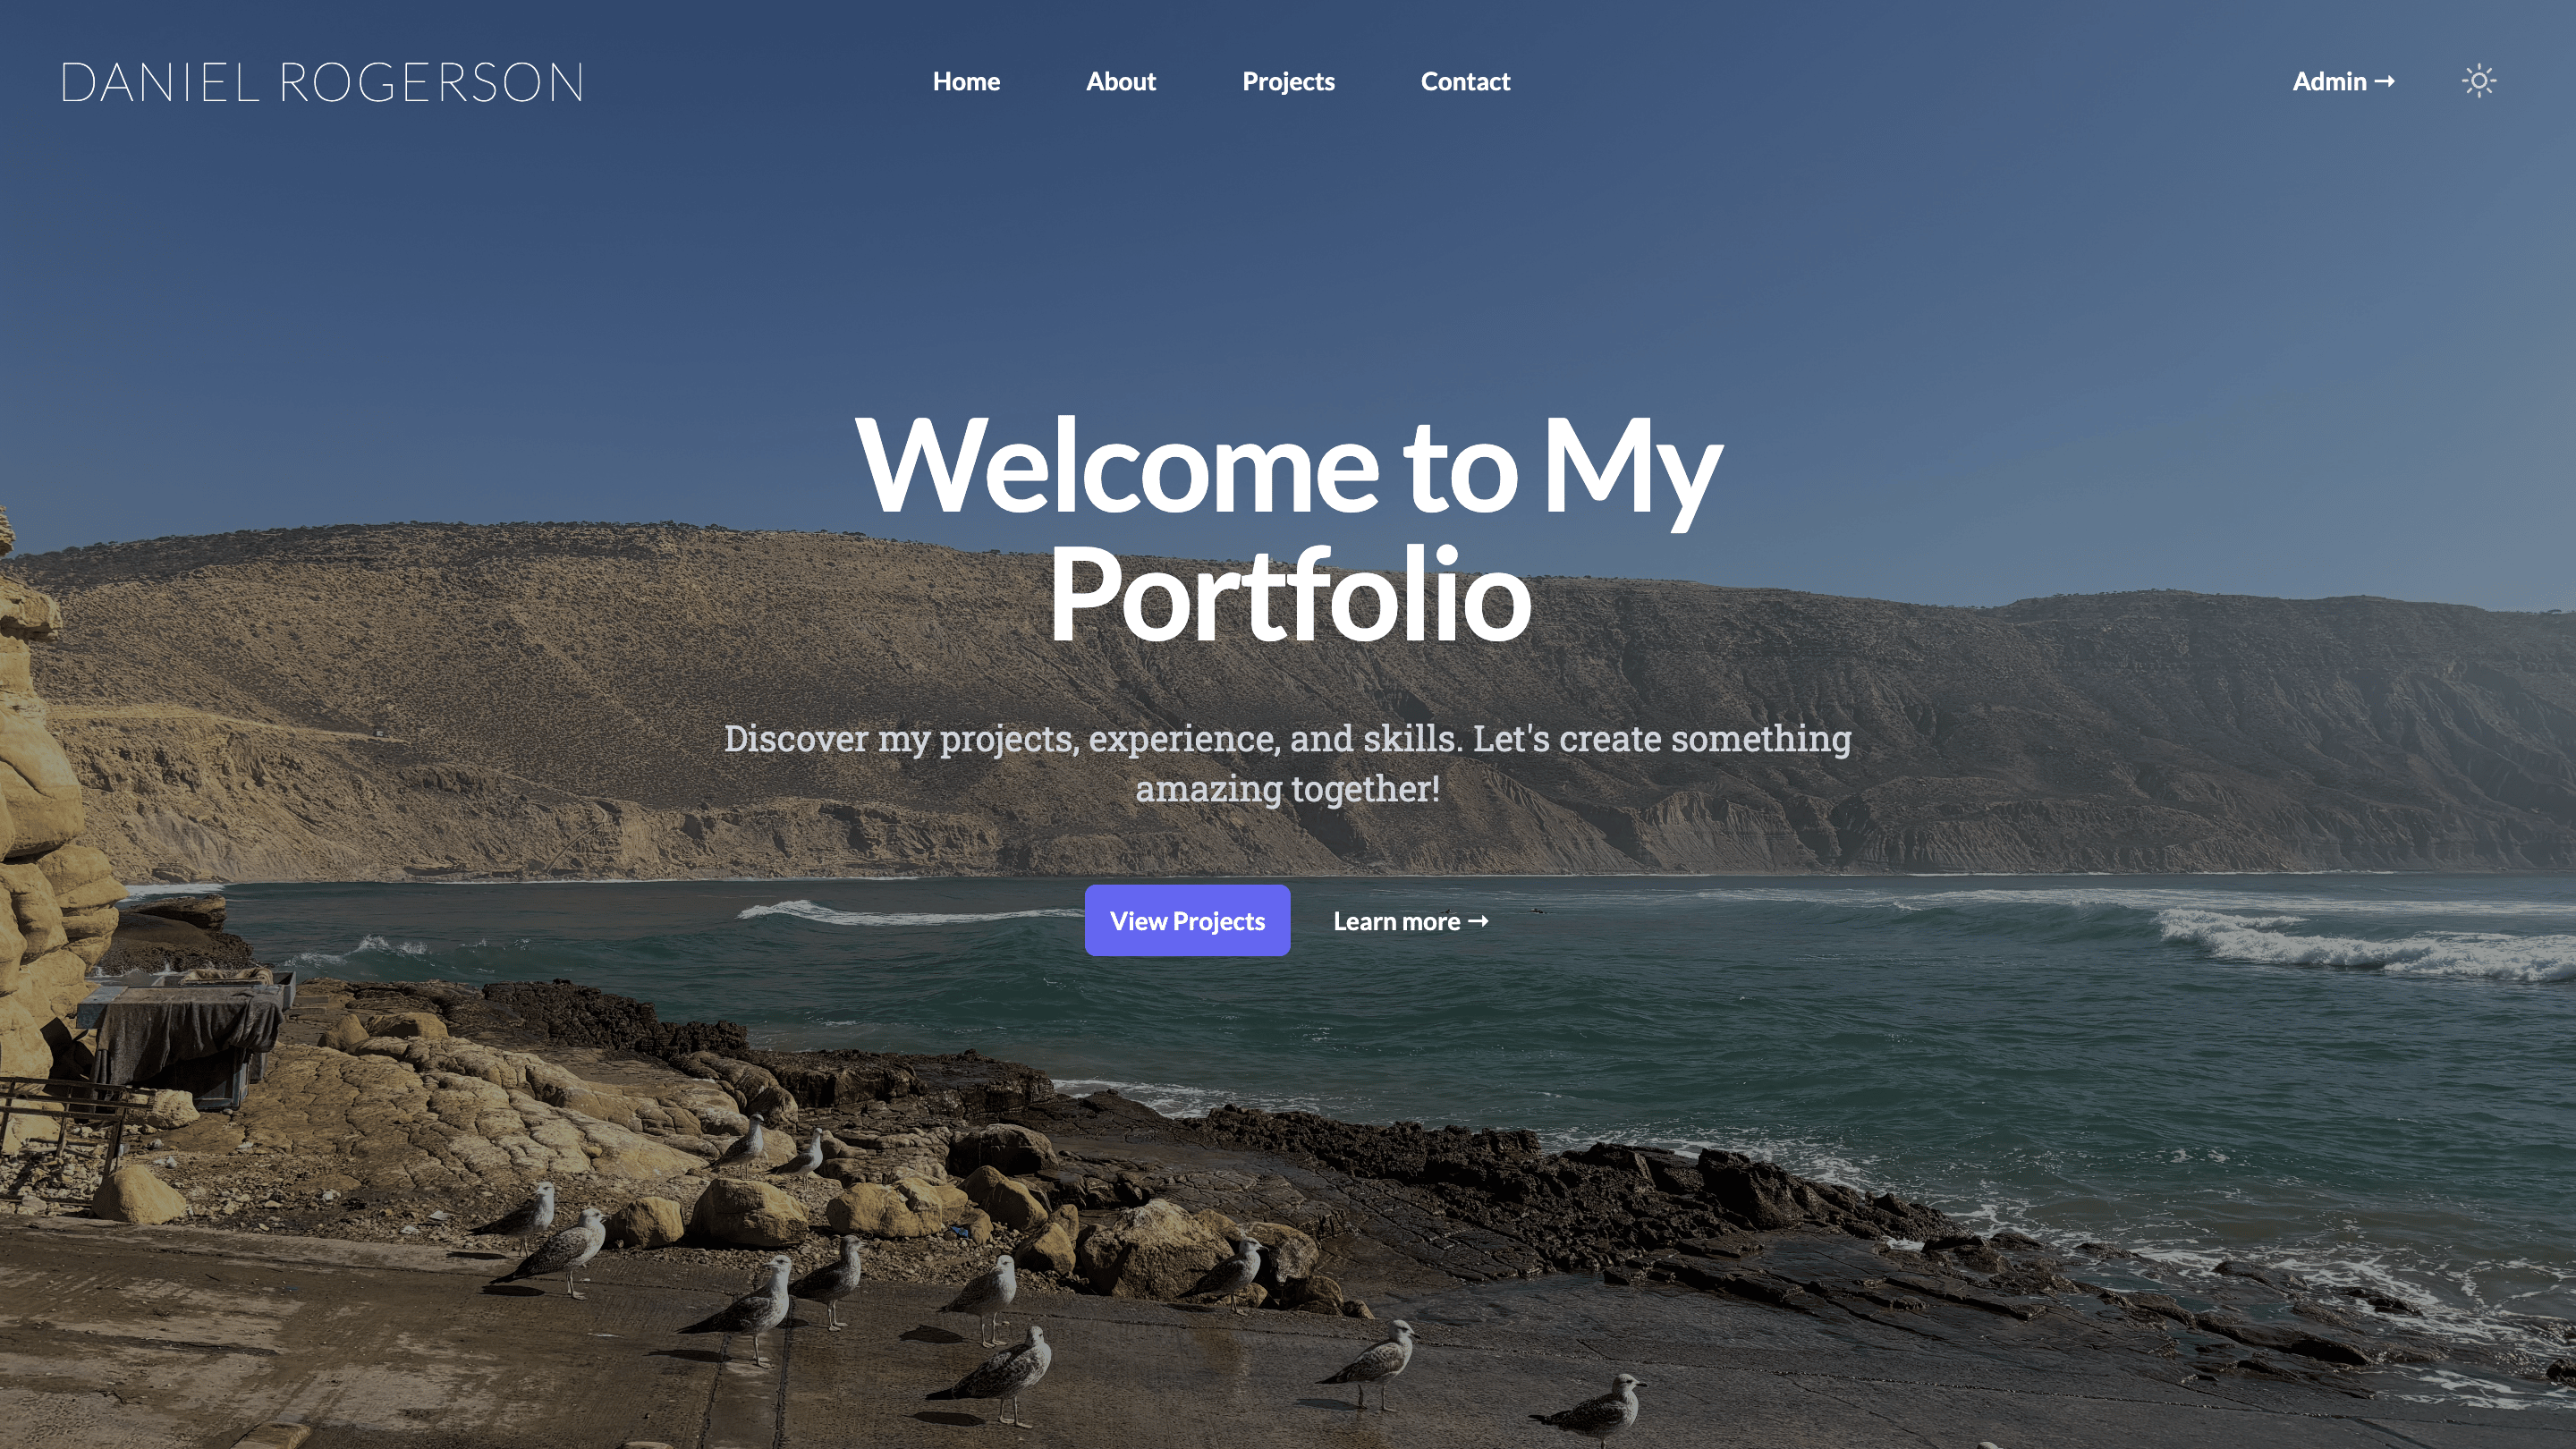 DANIEL ROGERSON
Home About Projects Contact
Admin →
Welcome to My
Portfolio
Discover my projects, experience, and skills. Let's create something
amazing together!
View Projects
Learn more →